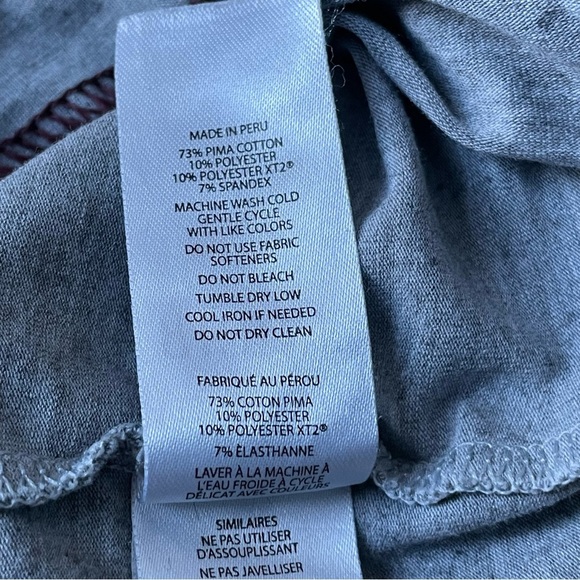 MADE IN PERU
73% PIMA COTTON
10% POLYESTER
10% POLYESTER XT2®
7% SPANDEX
MACHINE WASH COLD
GENTLE CYCLE
WITH LIKE COLORS
DO NOT USE FABRIC
SOFTENERS
DO NOT BLEACH
TUMBLE DRY LOW
COOL IRON IF NEEDED
DO NOT DRY CLEAN
FABRIQUÉ AU PÉROU
73% COTON PIMA
10% POLYESTER
10% POLYESTER XT2®
7% ÉLASTHANNE
LAVER À LA MACHINE À
L'EAU FROIDE À CYCLE
DÉLICAT AVEC COULEURS
SIMILAIRES
NE PAS UTILISER
D'ASSOUPLISSANT
NE PAS JAVELLISER